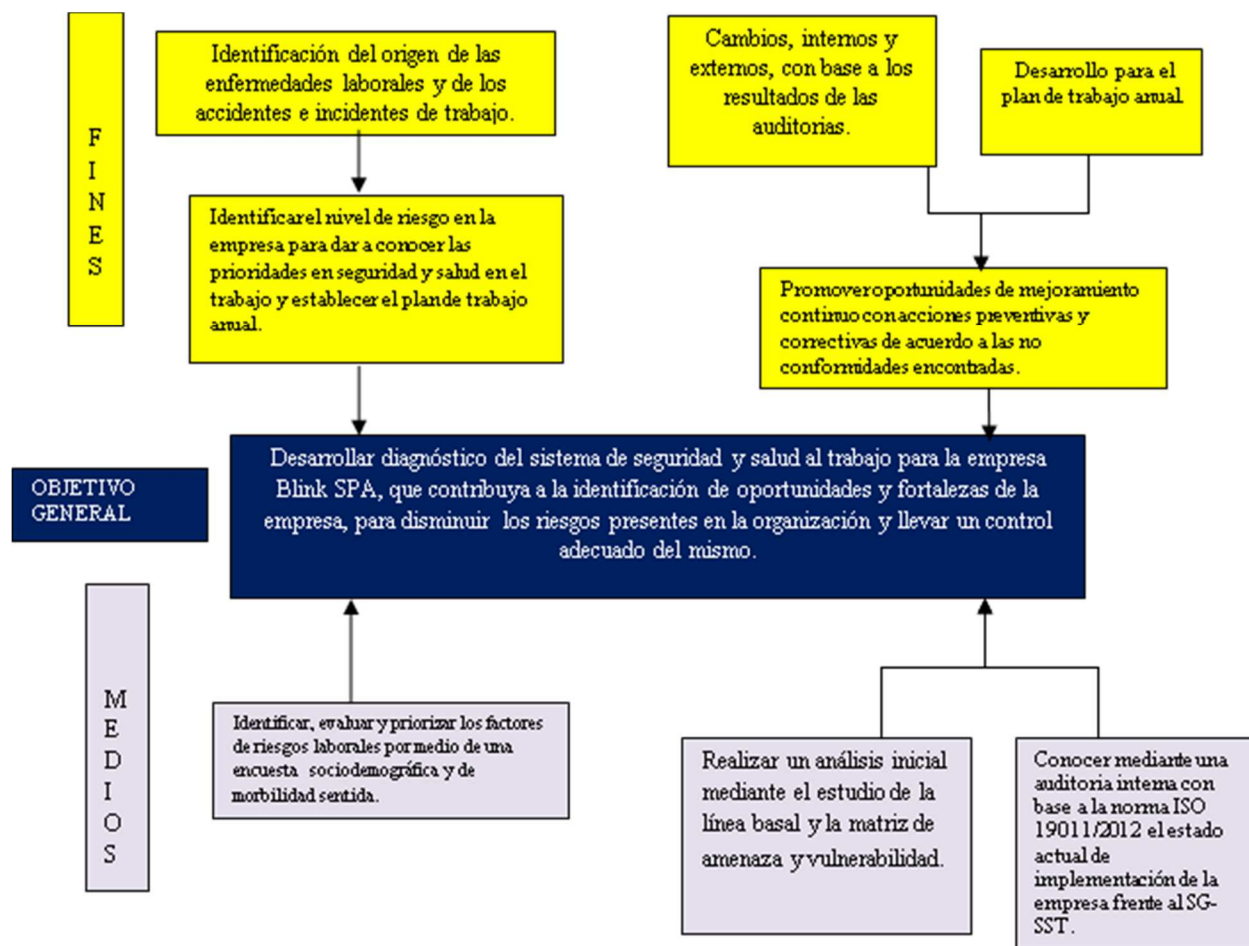 F
I
N
E
S
Identificación del origen de las
enfermedades laborales y de los
accidentes e incidentes de trabajo.
Cambios, internos y
externos, con base a los
resultados de las
auditorias.
Desarrollo para el
plan de trabajo anual.
Identificar el nivel de riesgo en la
empresa para dar a conocer las
prioridades en seguridad y salud en el
trabajo y establecer el plan de trabajo
anual.
Promover oportunidades de mejoramiento
continuo con acciones preventivas y
correctivas de acuerdo a las no
conformidades encontradas.
OBJETIVO
GENERAL
Desarrollar diagnóstico del sistema de seguridad y salud al trabajo para la empresa
Blink SPA, que contribuya a la identificación de oportunidades y fortalezas de la
empresa, para disminuir los riesgos presentes en la organización y llevar un control
adecuado del mismo.
M
E
D
I
O
S
Identificar, evaluar y priorizar los factores
de riesgos laborales por medio de una
encuesta sociodemográfica y de
morbilidad sentida.
Realizar un análisis inicial
mediante el estudio de la
línea basal y la matriz de
amenaza y vulnerabilidad.
Conocer mediante una
auditoria interna con
base a la norma ISO
19011/2012 el estado
actual de
implementación de la
empresa frente al SG-
SST.